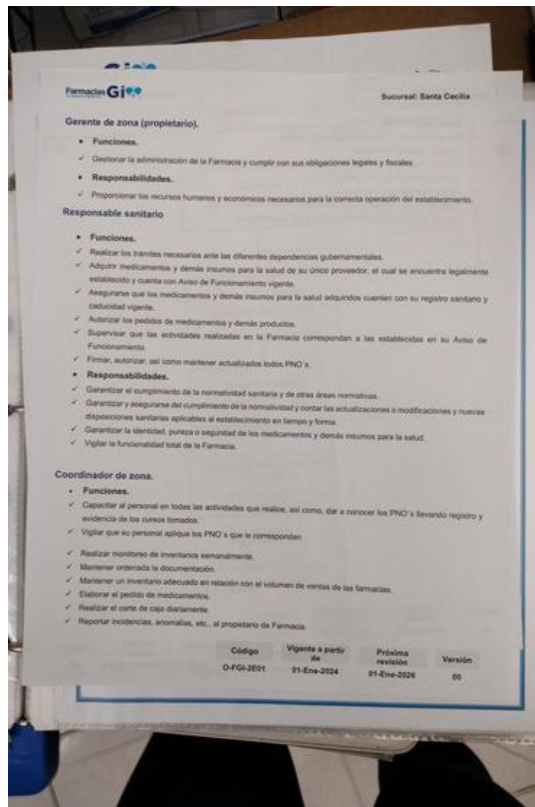 Farmacias Gi
Sucursal: Santa Cecilia
Gerente de zona (propietario).
• Funciones.
✓ Gestionar la administración de la Farmacia y cumplir con sus obligaciones legales y fiscales.
• Responsabilidades.
✓ Proporcionar los recursos humanos y económicos necesarios para la correcta operación del establecimiento.
Responsable sanitario
• Funciones.
✓ Realizar los trámites necesarios ante las diferentes dependencias gubernamentales.
✓ Adquirir medicamentos y demás insumos para la salud de su único proveedor, el cual se encuentra legalmente
establecido y cuenta con Aviso de Funcionamiento vigente.
✓ Asegurarse que los medicamentos y demás insumos para la salud adquiridos cuenten con su registro sanitario y
caducidad vigente.
✓ Autorizar los pedidos de medicamentos y demás productos.
✓ Supervisar que las actividades realizadas en la Farmacia correspondan a las establecidas en su Aviso de
Funcionamiento.
✓ Firmar, autorizar, así como mantener actualizados todos PNO´s.
• Responsabilidades.
✓ Garantizar el cumplimiento de la normatividad sanitaria y de otras áreas normativas.
✓ Garantizar y asegurarse del cumplimiento de la normatividad y contar las actualizaciones o modificaciones y nuevas
disposiciones sanitarias aplicables al establecimiento en tiempo y forma.
✓ Garantizar la identidad, pureza o seguridad de los medicamentos y demás insumos para la salud.
✓ Vigilar la funcionalidad total de la Farmacia.
Coordinador de zona.
• Funciones.
✓ Capacitar al personal en todas las actividades que realice, así como, dar a conocer los PNO´s llevando registro y
evidencia de los cursos tomados.
✓ Vigilar que su personal aplique los PNO´s que le correspondan
✓ Realizar monitoreo de inventarios semanalmente.
✓ Mantener ordenada la documentación.
✓ Mantener un inventario adecuado en relación con el volumen de ventas de las farmacias.
✓ Elaborar el pedido de medicamentos.
✓ Realizar el corte de caja diariamente.
✓ Reportar incidencias, anomalías, etc., al propietario de Farmacia.
Código Vigente a partir de Próxima revisión Versión
O-FGI-2E01 01-Ene-2024 01-Ene-2026 00